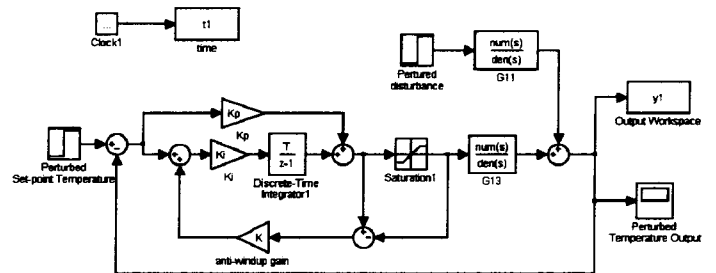 t1
Clock1
time
num(s)
den(s)
Pertured
disturbance
G11
y1
Output Workspace
Kp
Kp
Perturbed
Set-point Temperature
Ki
Ki
T
z-1
Discrete-Time
Integrator1
Saturation1
num(s)
den(s)
G13
Perturbed
Temperature Output
K
anti-windup gain